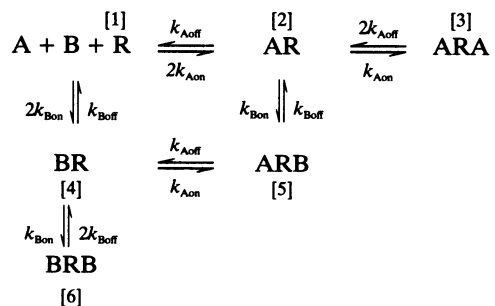 [1] k_Aoff [2] 2k_Aoff [3]
A + B + R ⇌ AR ⇌ ARA
2k_Aon k_Aon
2k_Bon k_Boff k_Bon k_Boff
k_Aoff
BR ⇌ ARB
[4] k_Aon [5]
k_Bon 2k_Boff
BRB
[6]